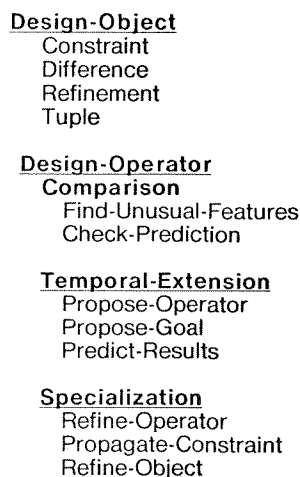 Design-Object
Constraint
Difference
Refinement
Tuple
Design-Operator
Comparison
Find-Unusual-Features
Check-Prediction
Temporal-Extension
Propose-Operator
Propose-Goal
Predict-Results
Specialization
Refine-Operator
Propagate-Constraint
Refine-Object